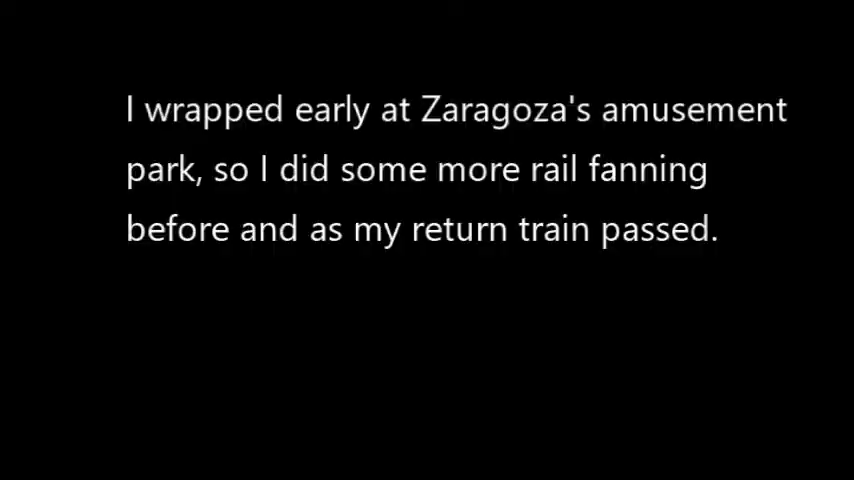 I wrapped early at Zaragoza's amusement
park, so I did some more rail fanning
before and as my return train passed.